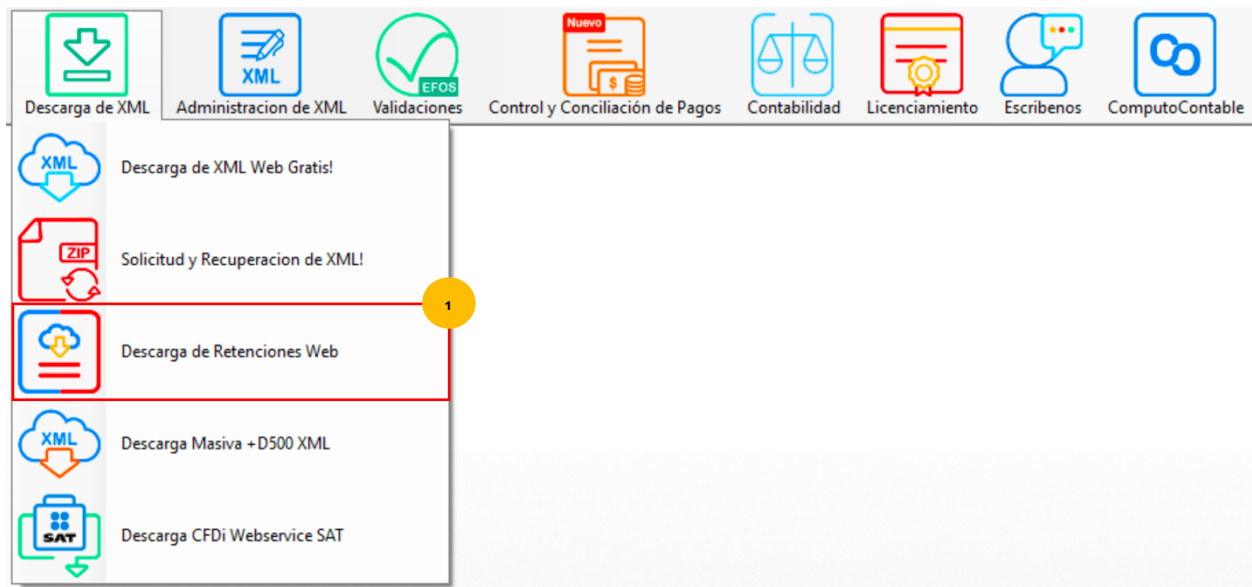 Nuevo
XML
EFOS
$
Descarga de XML
Administracion de XML
Validaciones
Control y Conciliación de Pagos
Contabilidad
Licenciamiento
Escribenos
ComputoContable
XML
Descarga de XML Web Gratis!
ZIP
Solicitud y Recuperacion de XML!
1
Descarga de Retenciones Web
XML
Descarga Masiva +D500 XML
SAT
Descarga CFDi Webservice SAT